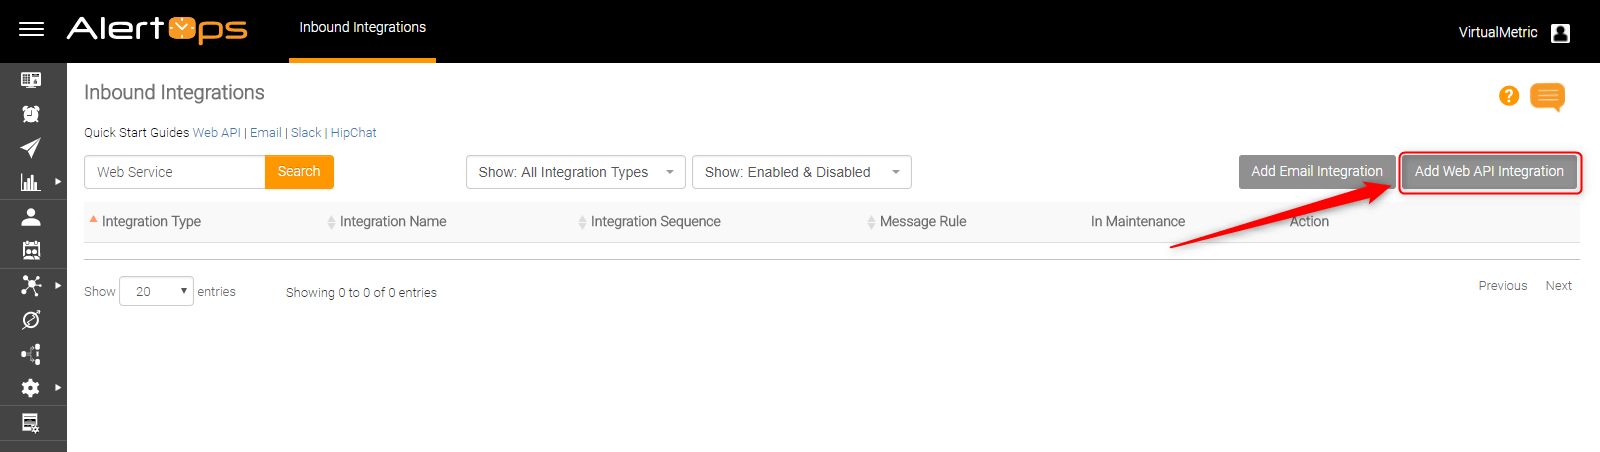 AlertOps
Inbound Integrations
VirtualMetric
Inbound Integrations
?
Quick Start Guides Web API | Email | Slack | HipChat
Web Service Search Show: All Integration Types Show: Enabled & Disabled Add Email Integration Add Web API Integration
Integration Type Integration Name Integration Sequence Message Rule In Maintenance Action
Show 20 entries Showing 0 to 0 of 0 entries Previous Next